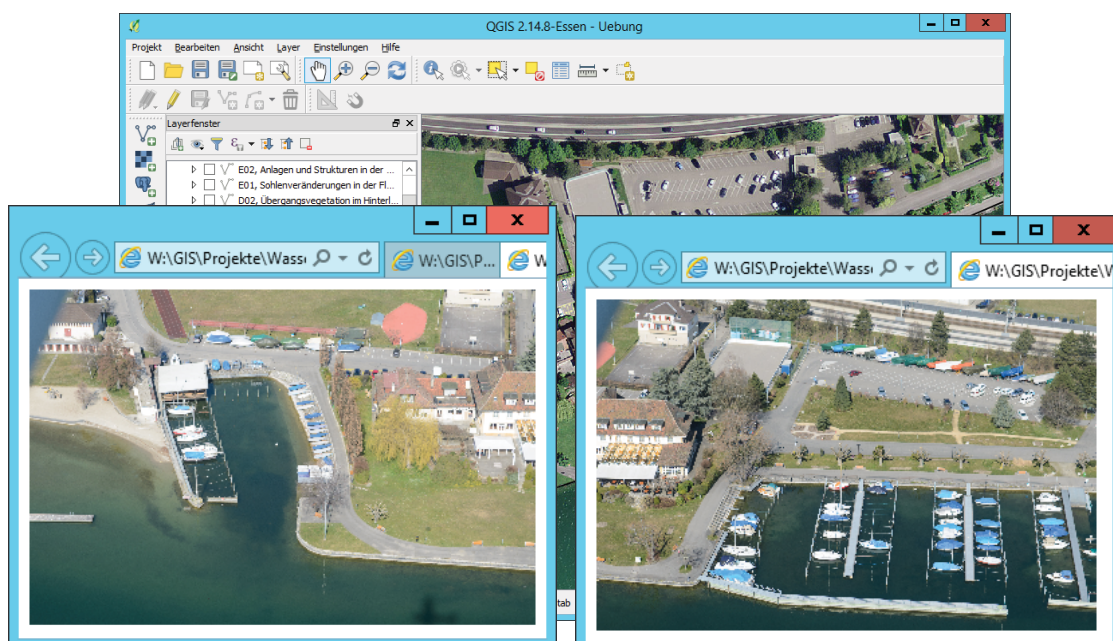 QGIS 2.14.8-Essen - Uebung
Projekt Bearbeiten Ansicht Layer Einstellungen Hilfe
Layerfenster
E02, Anlagen und Strukturen in der ...
E01, Sohlenveränderungen in der Fl...
D02, Übergangsvegetation im Hinterl...
W:\GIS\Projekte\Wass
W:\GIS\P...
W
W:\GIS\Projekte\Wass
W:\GIS\Projekte\W
tab